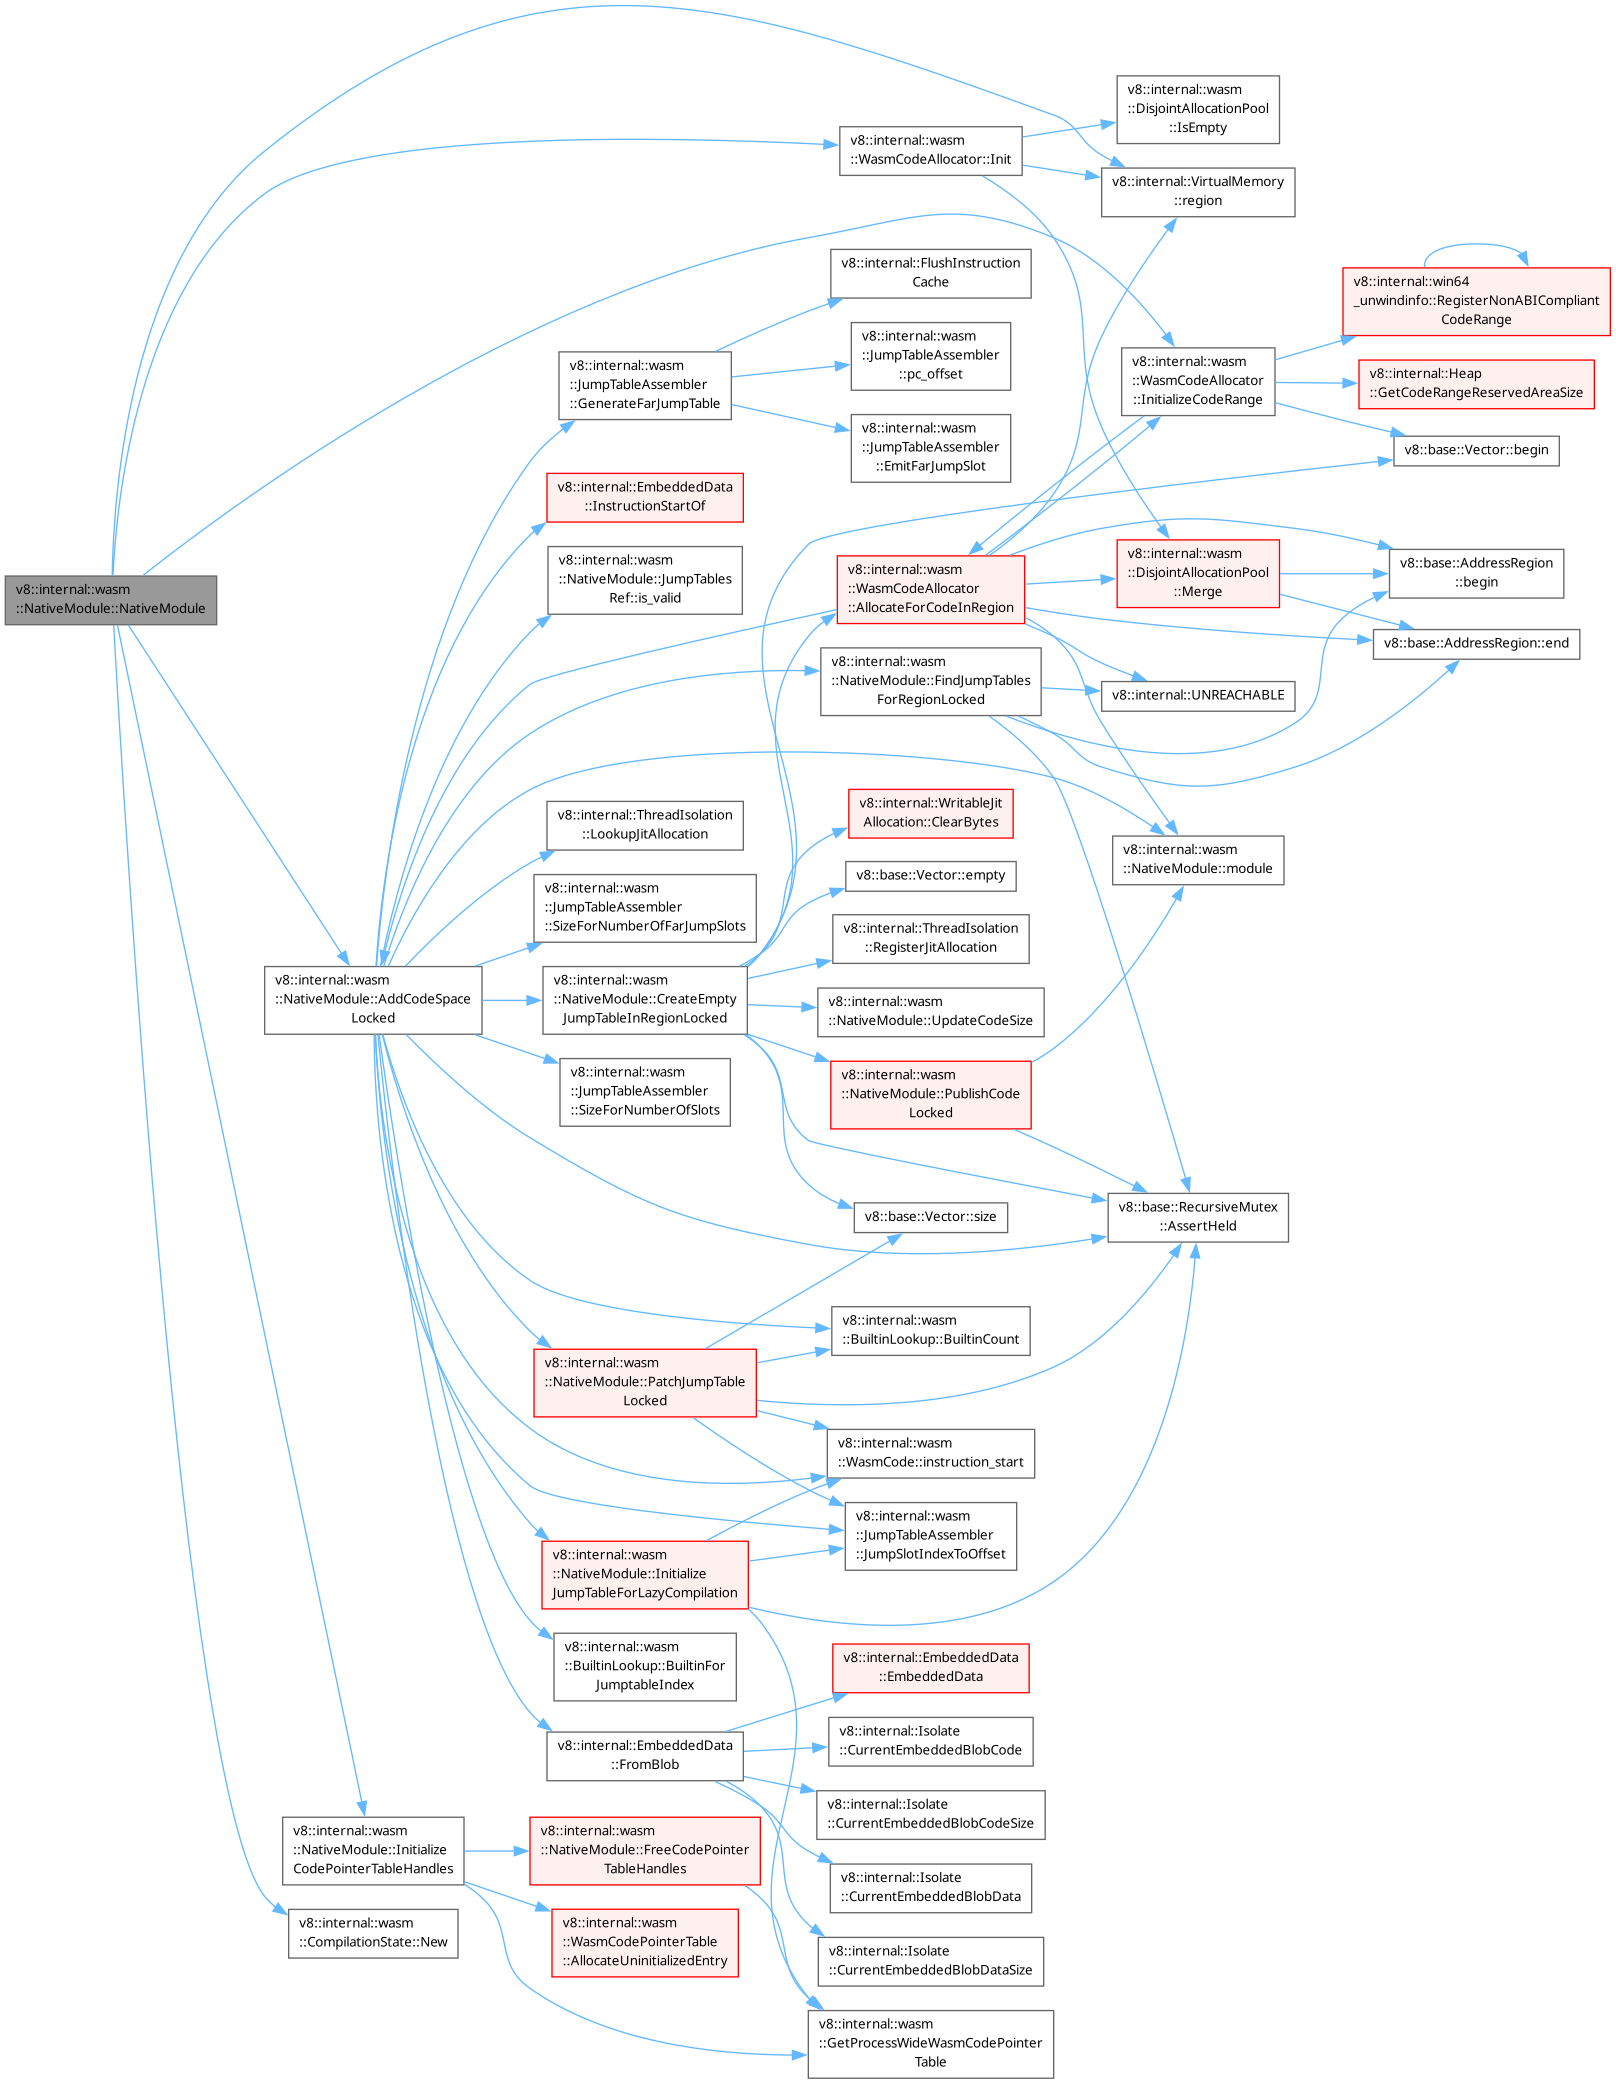 v8::internal::wasm
::NativeModule::NativeModule
v8::internal::wasm
::DisjointAllocationPool
::IsEmpty
v8::internal::wasm
::WasmCodeAllocator::Init
v8::internal::VirtualMemory
::region
v8::internal::FlushInstruction
Cache
v8::internal::win64
_unwindinfo::RegisterNonABICompliant
CodeRange
v8::internal::wasm
::JumpTableAssembler
::pc_offset
v8::internal::wasm
::JumpTableAssembler
::GenerateFarJumpTable
v8::internal::wasm
::WasmCodeAllocator
::InitializeCodeRange
v8::internal::Heap
::GetCodeRangeReservedAreaSize
v8::internal::wasm
::JumpTableAssembler
::EmitFarJumpSlot
v8::base::Vector::begin
v8::internal::EmbeddedData
::InstructionStartOf
v8::internal::wasm
::NativeModule::JumpTables
Ref::is_valid
v8::internal::wasm
::WasmCodeAllocator
::AllocateForCodeInRegion
v8::internal::wasm
::DisjointAllocationPool
::Merge
v8::base::AddressRegion
::begin
v8::base::AddressRegion::end
v8::internal::wasm
::NativeModule::FindJumpTables
ForRegionLocked
v8::internal::UNREACHABLE
v8::internal::ThreadIsolation
::LookupJitAllocation
v8::internal::WritableJit
Allocation::ClearBytes
v8::internal::wasm
::NativeModule::module
v8::base::Vector::empty
v8::internal::wasm
::JumpTableAssembler
::SizeForNumberOfFarJumpSlots
v8::internal::ThreadIsolation
::RegisterJitAllocation
v8::internal::wasm
::NativeModule::AddCodeSpace
Locked
v8::internal::wasm
::NativeModule::CreateEmpty
JumpTableInRegionLocked
v8::internal::wasm
::NativeModule::UpdateCodeSize
v8::internal::wasm
::JumpTableAssembler
::SizeForNumberOfSlots
v8::internal::wasm
::NativeModule::PublishCode
Locked
v8::base::RecursiveMutex
::AssertHeld
v8::base::Vector::size
v8::internal::wasm
::BuiltinLookup::BuiltinCount
v8::internal::wasm
::NativeModule::PatchJumpTable
Locked
v8::internal::wasm
::WasmCode::instruction_start
v8::internal::wasm
::JumpTableAssembler
::JumpSlotIndexToOffset
v8::internal::wasm
::NativeModule::Initialize
JumpTableForLazyCompilation
v8::internal::wasm
::BuiltinLookup::BuiltinFor
JumptableIndex
v8::internal::EmbeddedData
::EmbeddedData
v8::internal::EmbeddedData
::FromBlob
v8::internal::Isolate
::CurrentEmbeddedBlobCode
v8::internal::Isolate
::CurrentEmbeddedBlobCodeSize
v8::internal::wasm
::NativeModule::Initialize
CodePointerTableHandles
v8::internal::wasm
::NativeModule::FreeCodePointer
TableHandles
v8::internal::Isolate
::CurrentEmbeddedBlobData
v8::internal::wasm
::CompilationState::New
v8::internal::wasm
::WasmCodePointerTable
::AllocateUninitializedEntry
v8::internal::Isolate
::CurrentEmbeddedBlobDataSize
v8::internal::wasm
::GetProcessWideWasmCodePointer
Table